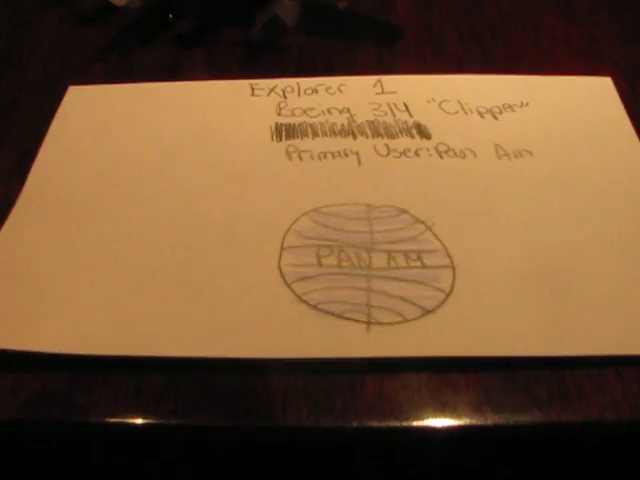 Explorer 1
Boeing 314 "Clipper"
Primary User: Pan Am
PAN AM